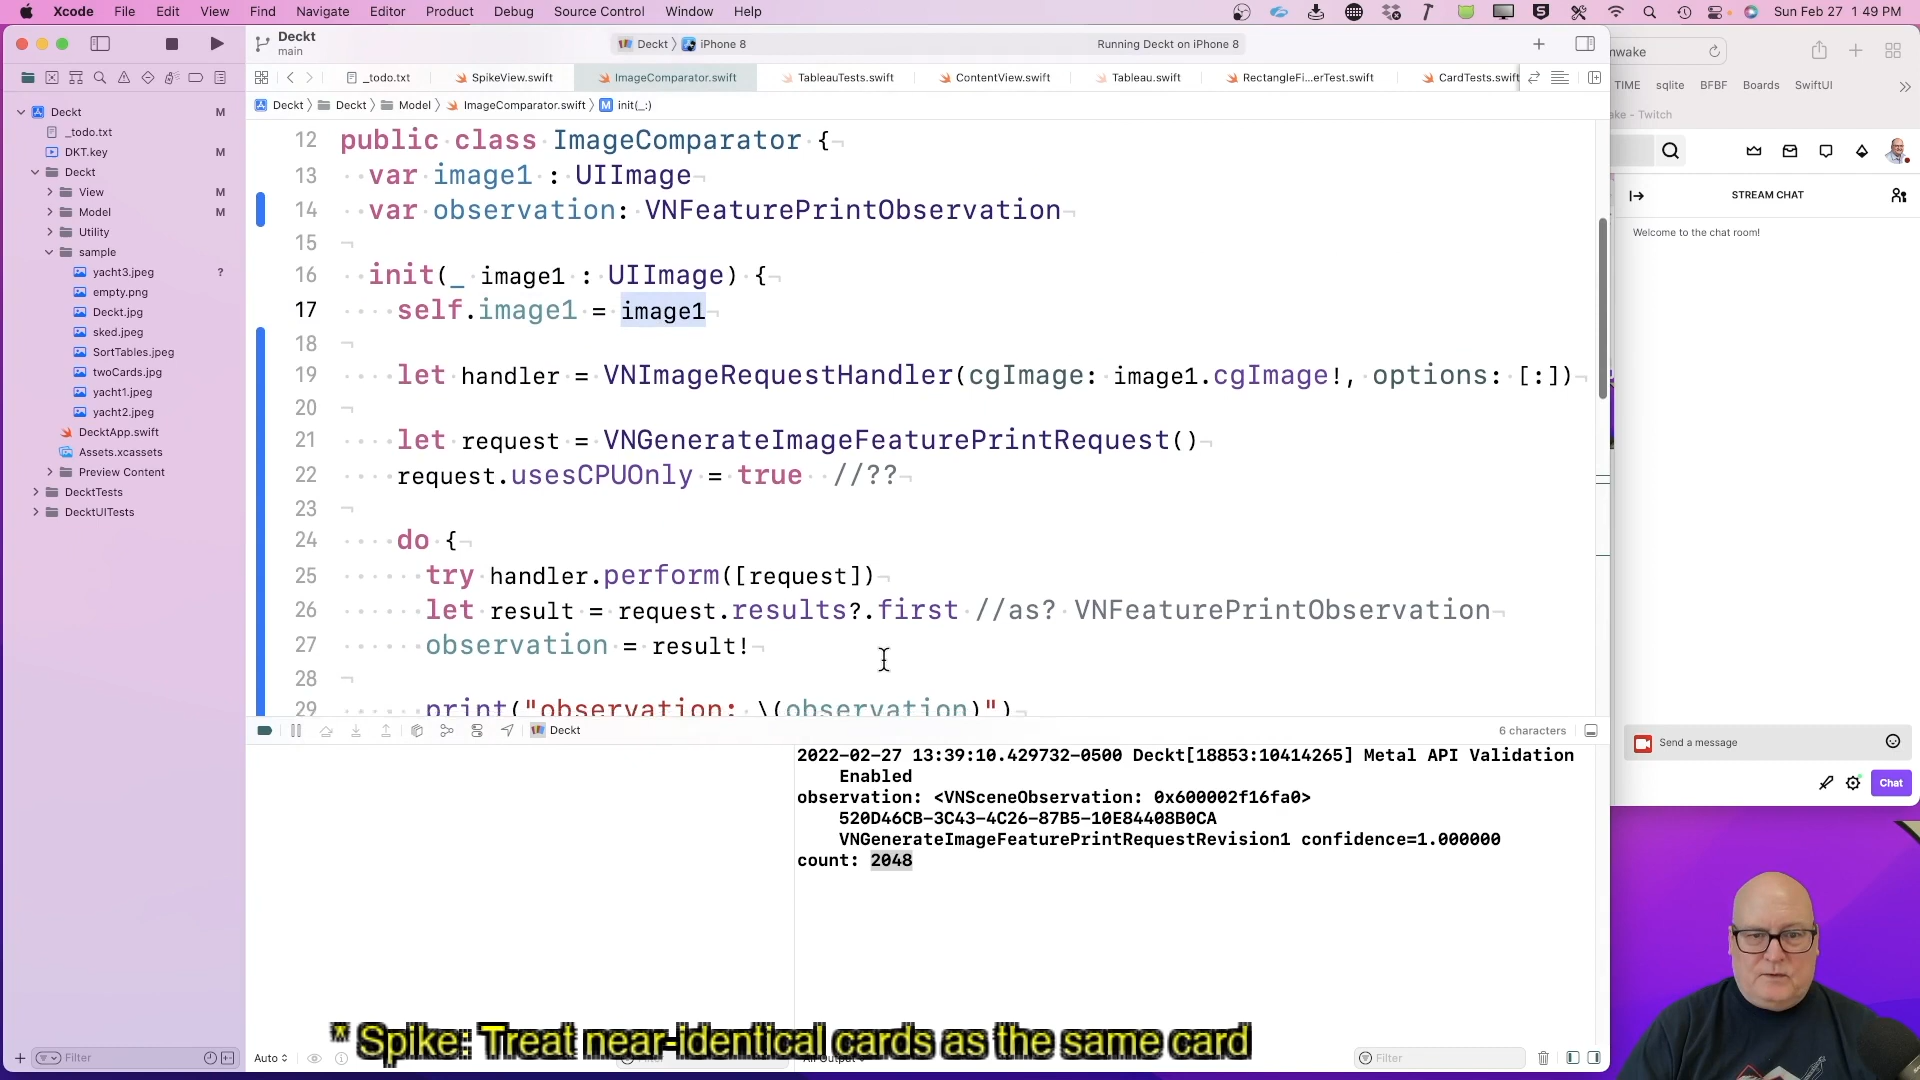 Xcode File Edit View Find Navigate Editor Product Debug Source Control Window Help
Sun Feb 27 1:49 PM
Deckt
main
Deckt iPhone 8
Running Deckt on iPhone 8
_todo.txt SpikeView.swift ImageComparator.swift TableauTests.swift ContentView.swift Tableau.swift RectangleFi...erTest.swift CardTests.swift
Deckt Deckt Model ImageComparator.swift M init(_:)
Deckt M
_todo.txt
DKT.key M
Deckt
View M
Model M
Utility
sample
yacht3.jpeg ?
empty.png
Deckt.jpg
sked.jpeg
SortTables.jpeg
twoCards.jpg
yacht1.jpeg
yacht2.jpeg
DecktApp.swift
Assets.xcassets
Preview Content
DecktTests
DecktUITests
Filter
12 public class ImageComparator {
13 var image1 : UIImage
14 var observation: VNFeaturePrintObservation
15
16 init(_ image1 : UIImage) {
17 self.image1 = image1
18
19 let handler = VNImageRequestHandler(cgImage: image1.cgImage!, options: [:])
20
21 let request = VNGenerateImageFeaturePrintRequest()
22 request.usesCPUOnly = true //??
23
24 do {
25 try handler.perform([request])
26 let result = request.results?.first //as? VNFeaturePrintObservation
27 observation = result!
28
29 print("observation: \(observation)")
Deckt
6 characters
2022-02-27 13:39:10.429732-0500 Deckt[18853:10414265] Metal API Validation
Enabled
observation: <VNSceneObservation: 0x600002f16fa0>
520D46CB-3C43-4C26-87B5-10E84408B0CA
VNGenerateImageFeaturePrintRequestRevision1 confidence=1.000000
count: 2048
* Spike: Treat near-identical cards as the same card
Auto
Output
Filter
nwake
TIME sqlite BFBF Boards SwiftUI
ake - Twitch
STREAM CHAT
Welcome to the chat room!
Send a message
Chat